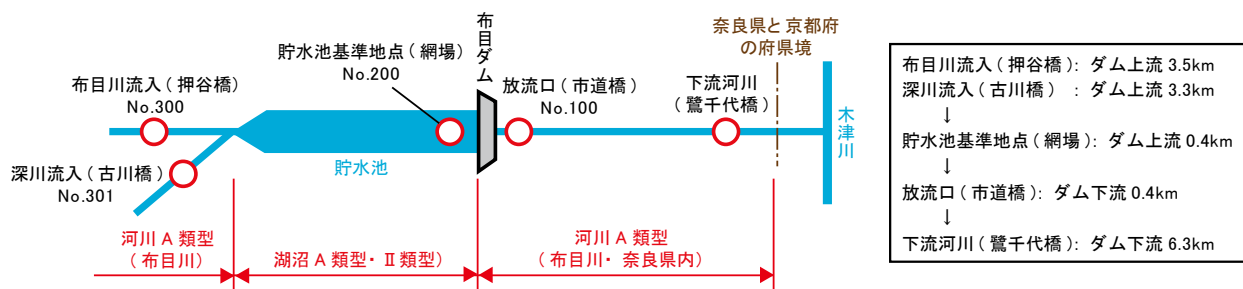 布目川流入(押谷橋)
No.300
深川流入(古川橋)
No.301
貯水池基準地点(網場)
No.200
布目ダム
放流口(市道橋)
No.100
下流河川
(鷺千代橋)
奈良県と京都府
の府県境
木津川
貯水池
河川A類型
(布目川)
湖沼A類型・Ⅱ類型)
河川A類型
(布目川・奈良県内)
布目川流入(押谷橋): ダム上流 3.5km
深川流入(古川橋) : ダム上流 3.3km
↓
貯水池基準地点(網場): ダム上流 0.4km
↓
放流口(市道橋): ダム下流 0.4km
↓
下流河川(鷺千代橋): ダム下流 6.3km